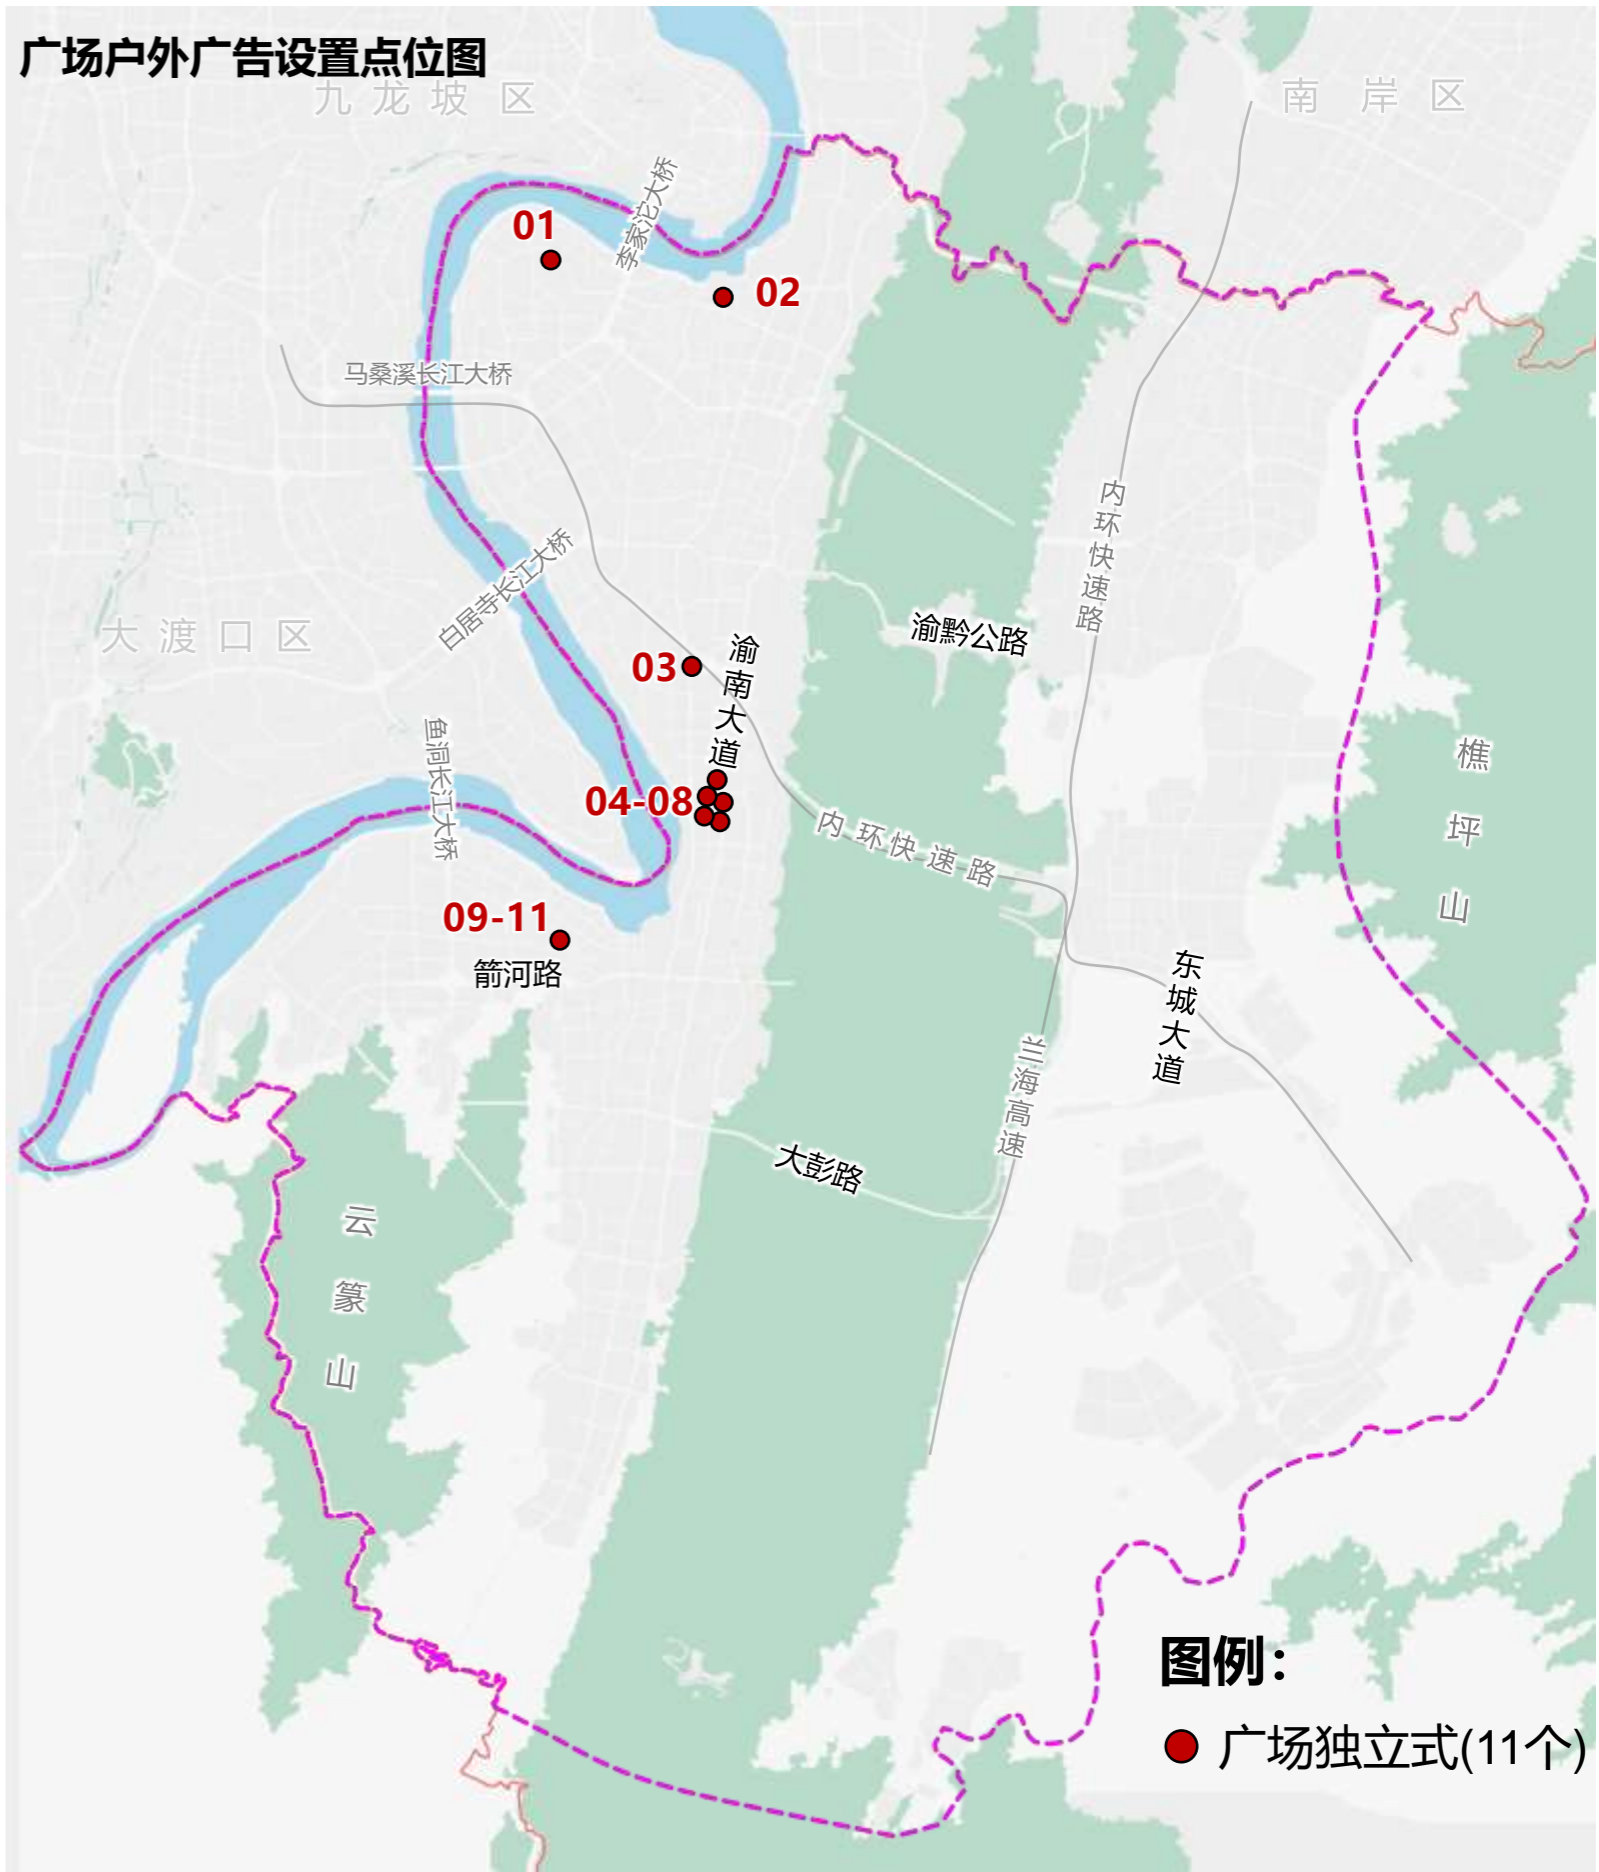 广场户外广告设置点位图
九龙坡区
南岸区
李家沱大桥
01
02
马桑溪长江大桥
内环快速路
白居寺长江大桥
大渡口区
渝黔公路
渝南大道
03
鱼洞长江大桥
樵坪山
04-08
内环快速路
09-11
箭河路
东城大道
兰海高速
大彭路
云篆山
图例：
广场独立式(11个)